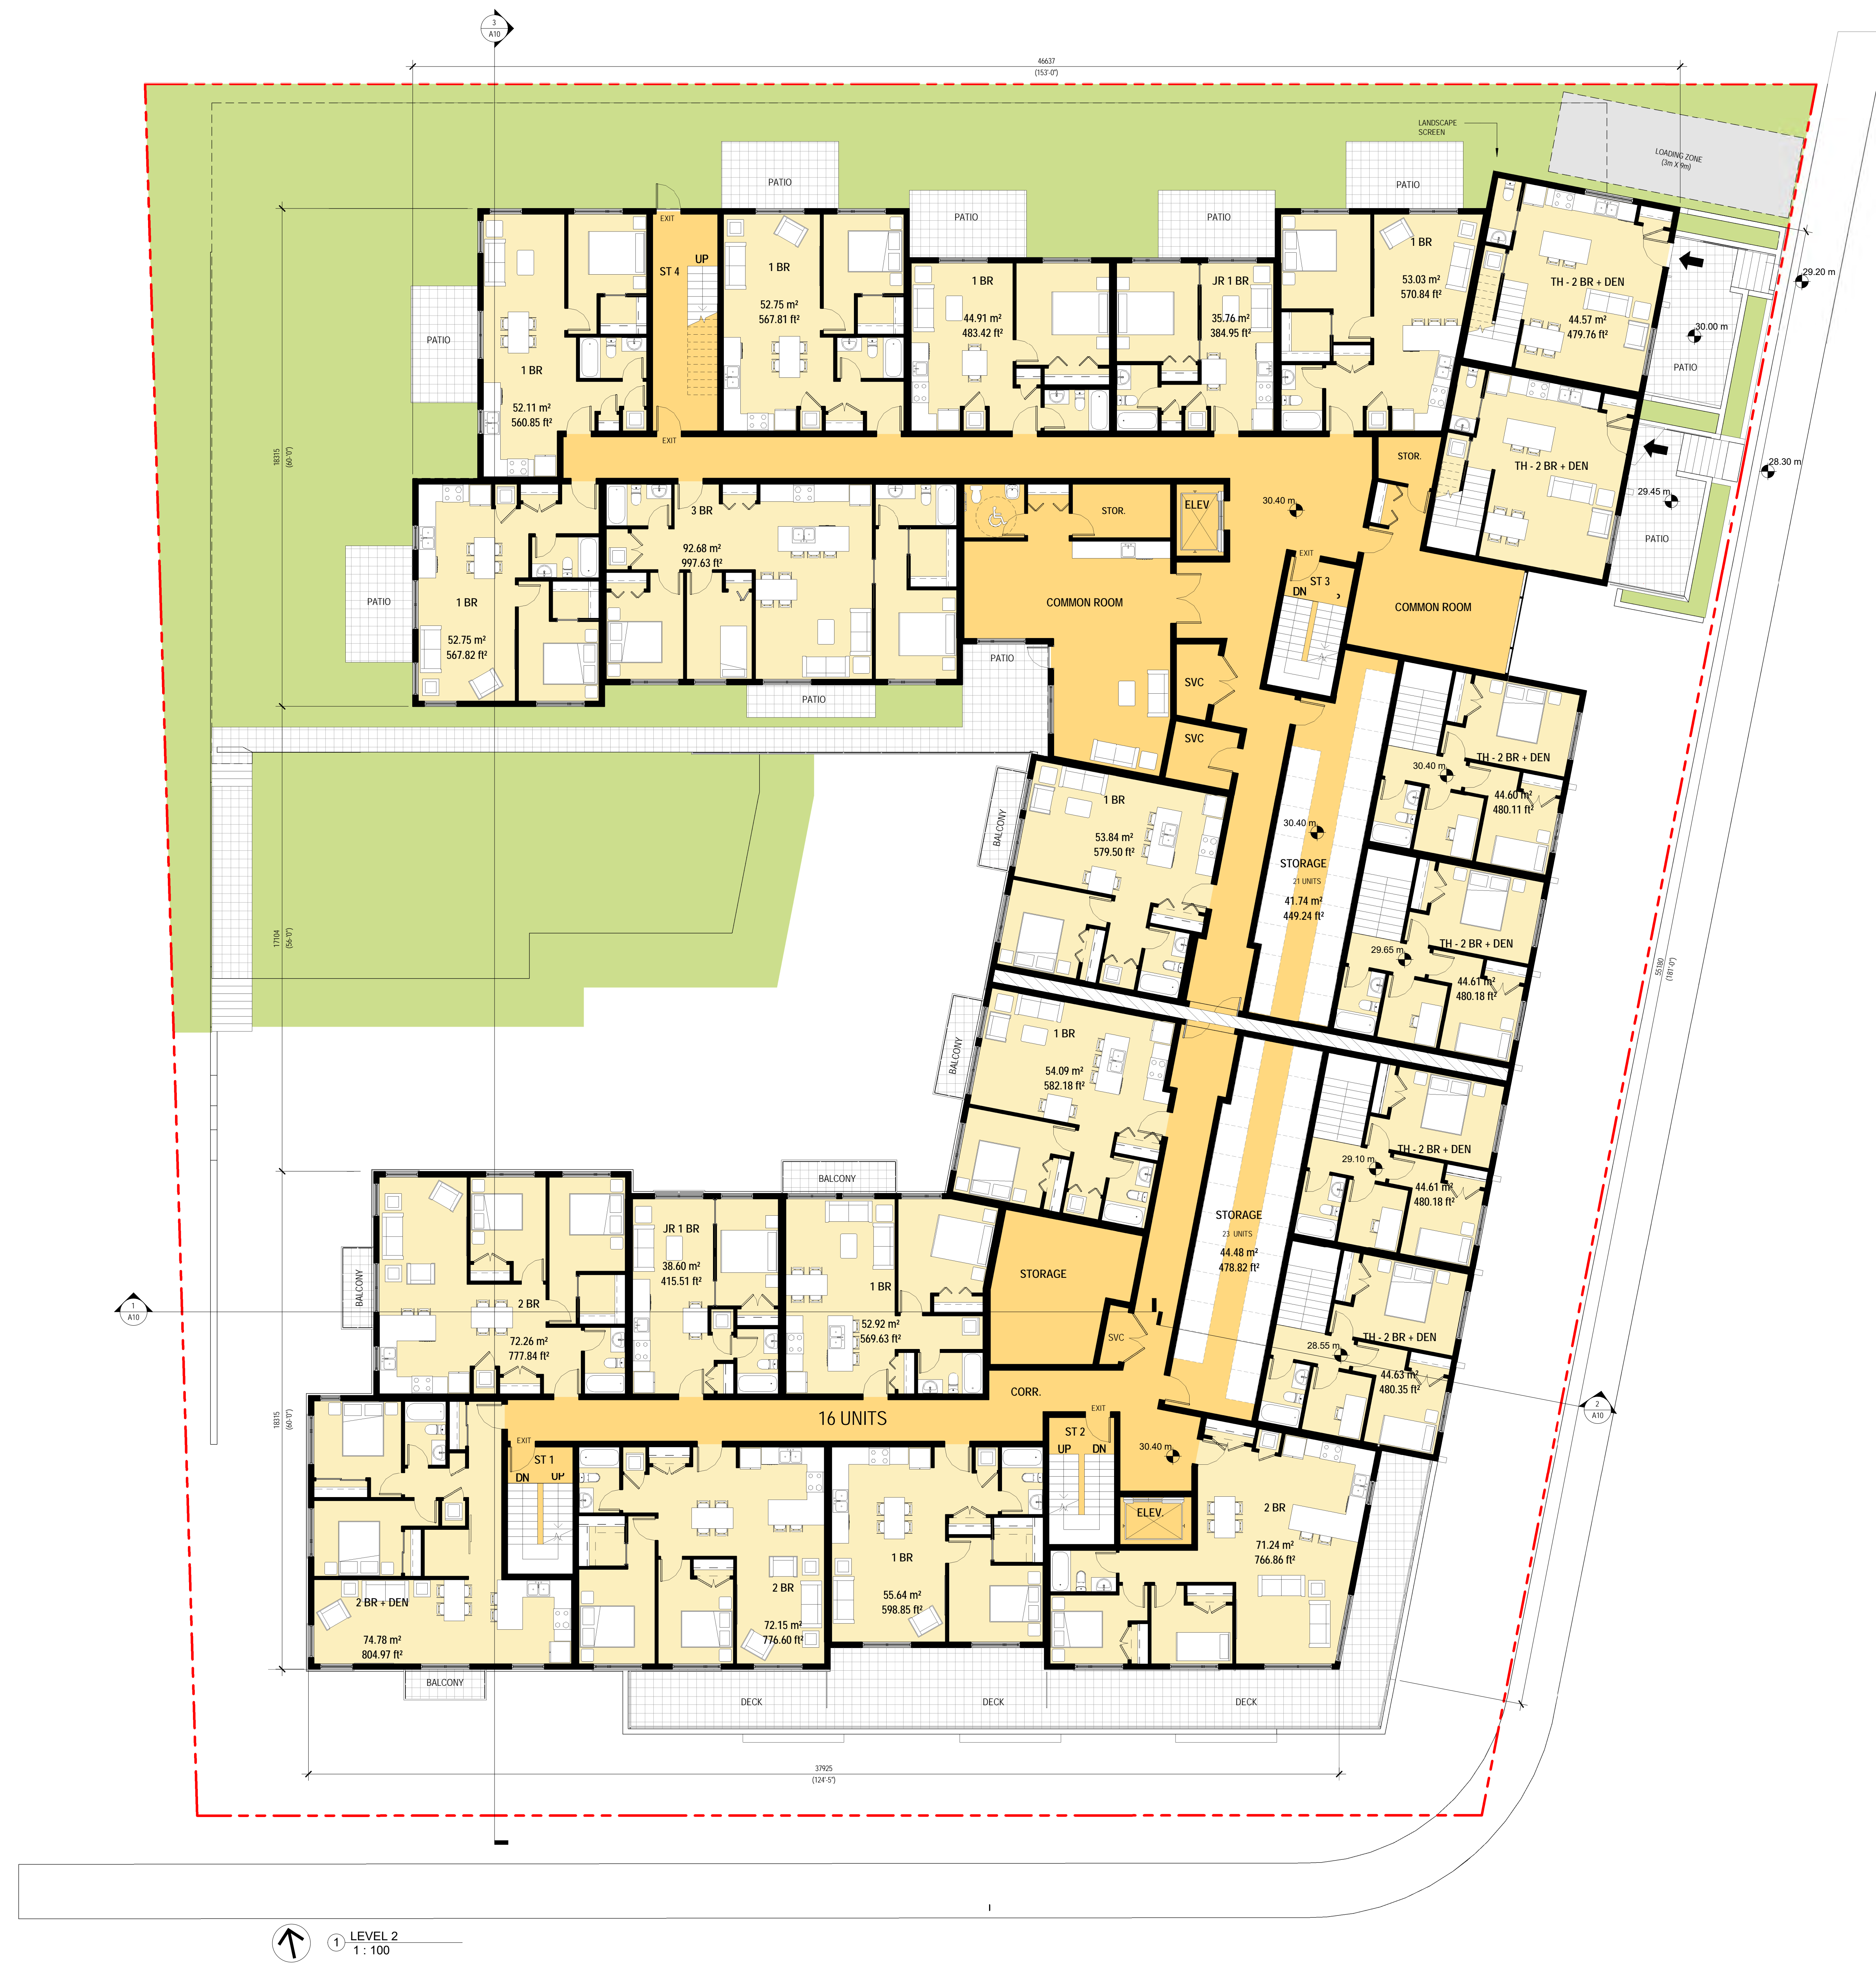 3
A10
46637
(153'-0")
LANDSCAPE
SCREEN
LOADING ZONE
(3m X 9m)
PATIO
PATIO
PATIO
PATIO
EXIT
ST 4
UP
1 BR
52.75 m²
567.81 ft²
1 BR
44.91 m²
483.42 ft²
JR 1 BR
35.76 m²
384.95 ft²
1 BR
53.03 m²
570.84 ft²
TH - 2 BR + DEN
44.57 m²
479.76 ft²
29.20 m
30.00 m
PATIO
PATIO
1 BR
52.11 m²
560.85 ft²
EXIT
18315
(60'-0")
STOR.
TH - 2 BR + DEN
28.30 m
29.45 m
PATIO
3 BR
92.68 m²
997.63 ft²
STOR.
ELEV
30.40 m
EXIT
ST 3
DN
COMMON ROOM
COMMON ROOM
PATIO
1 BR
52.75 m²
567.82 ft²
PATIO
PATIO
SVC
SVC
TH - 2 BR + DEN
30.40 m
44.60 m²
480.11 ft²
BALCONY
1 BR
53.84 m²
579.50 ft²
30.40 m
STORAGE
21 UNITS
41.74 m²
449.24 ft²
TH - 2 BR + DEN
29.65 m
44.61 m²
480.18 ft²
17104
(56'-0")
55180
(181'-0")
BALCONY
1 BR
54.09 m²
582.18 ft²
TH - 2 BR + DEN
29.10 m
44.61 m²
480.18 ft²
BALCONY
STORAGE
23 UNITS
44.48 m²
478.82 ft²
JR 1 BR
38.60 m²
415.51 ft²
1 BR
52.92 m²
569.63 ft²
STORAGE
SVC
TH - 2 BR + DEN
28.55 m
44.63 m²
480.35 ft²
1
A10
BALCONY
2 BR
72.26 m²
777.84 ft²
2
A10
CORR.
16 UNITS
18315
(60'-0")
EXIT
ST 1
DN
UP
EXIT
ST 2
UP
DN
30.40 m
ELEV.
2 BR
71.24 m²
766.86 ft²
1 BR
55.64 m²
598.85 ft²
2 BR
72.15 m²
776.60 ft²
2 BR + DEN
74.78 m²
804.97 ft²
BALCONY
DECK
DECK
DECK
37925
(124'-5")
1
LEVEL 2
1 : 100